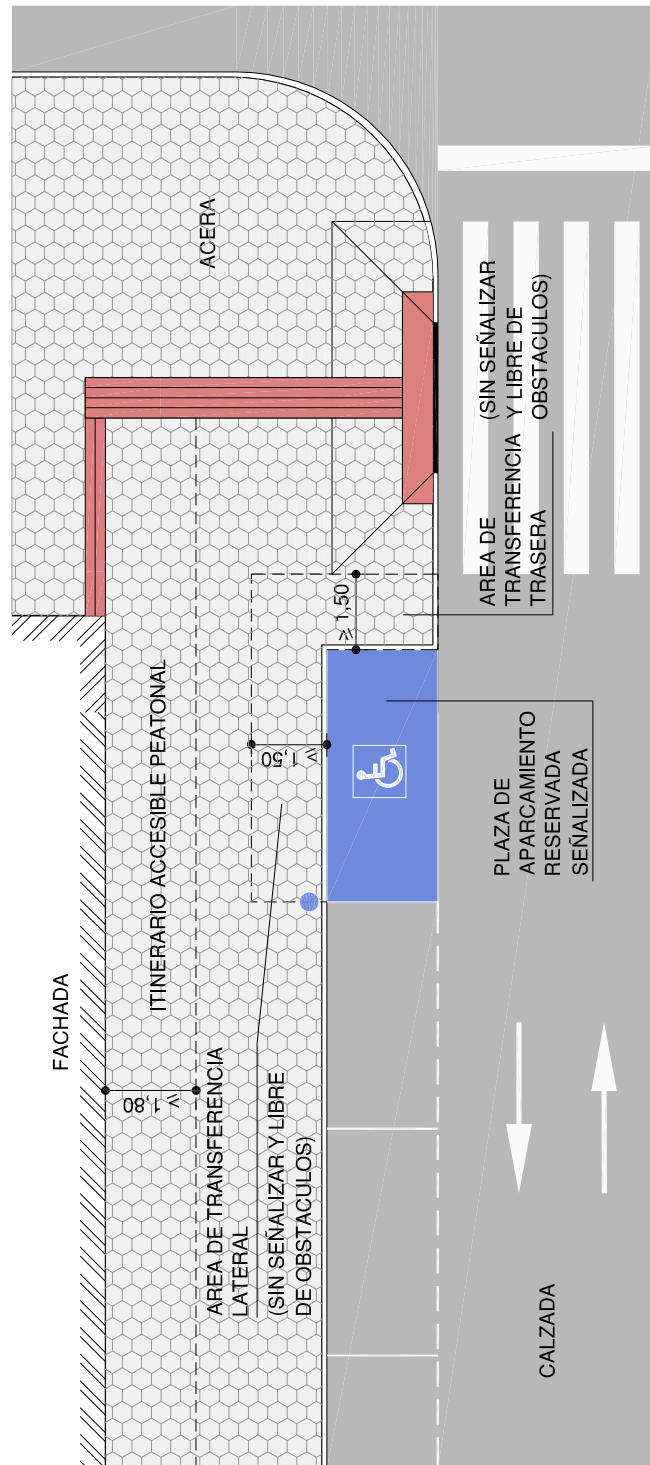 FACHADA
ITINERARIO ACCESIBLE PEATONAL
≥ 1,80
AREA DE TRANSFERENCIA
LATERAL
(SIN SEÑALIZAR Y LIBRE
DE OBSTACULOS)
ACERA
≥ 1,50
≥ 1,50
AREA DE
TRANSFERENCIA
TRASERA
(SIN SEÑALIZAR
Y LIBRE DE
OBSTACULOS)
PLAZA DE
APARCAMIENTO
RESERVADA
SEÑALIZADA
CALZADA